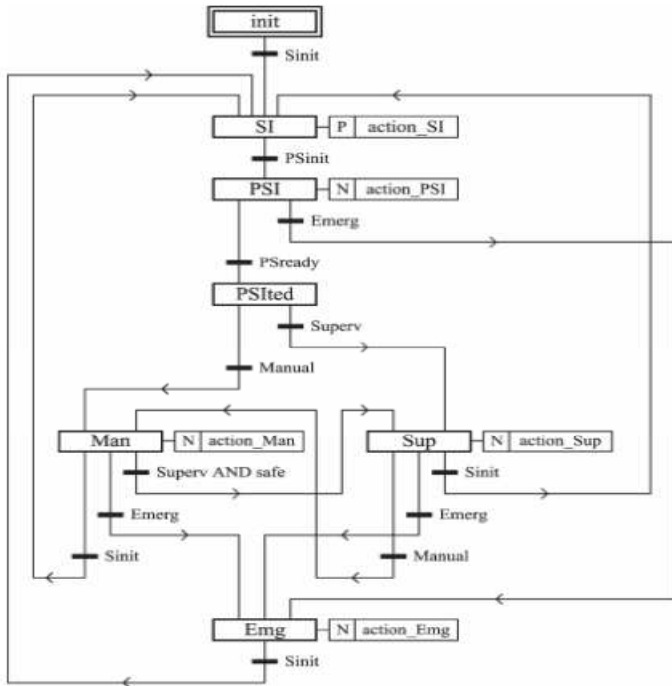 init
Sinit
SI P action_SI
PSinit
PSI N action_PSI
Emerg
PSready
PSIted
Superv
Manual
Man N action_Man
Sup N action_Sup
Superv AND safe
Sinit
Emerg
Emerg
Sinit
Manual
Emg N action_Emg
Sinit